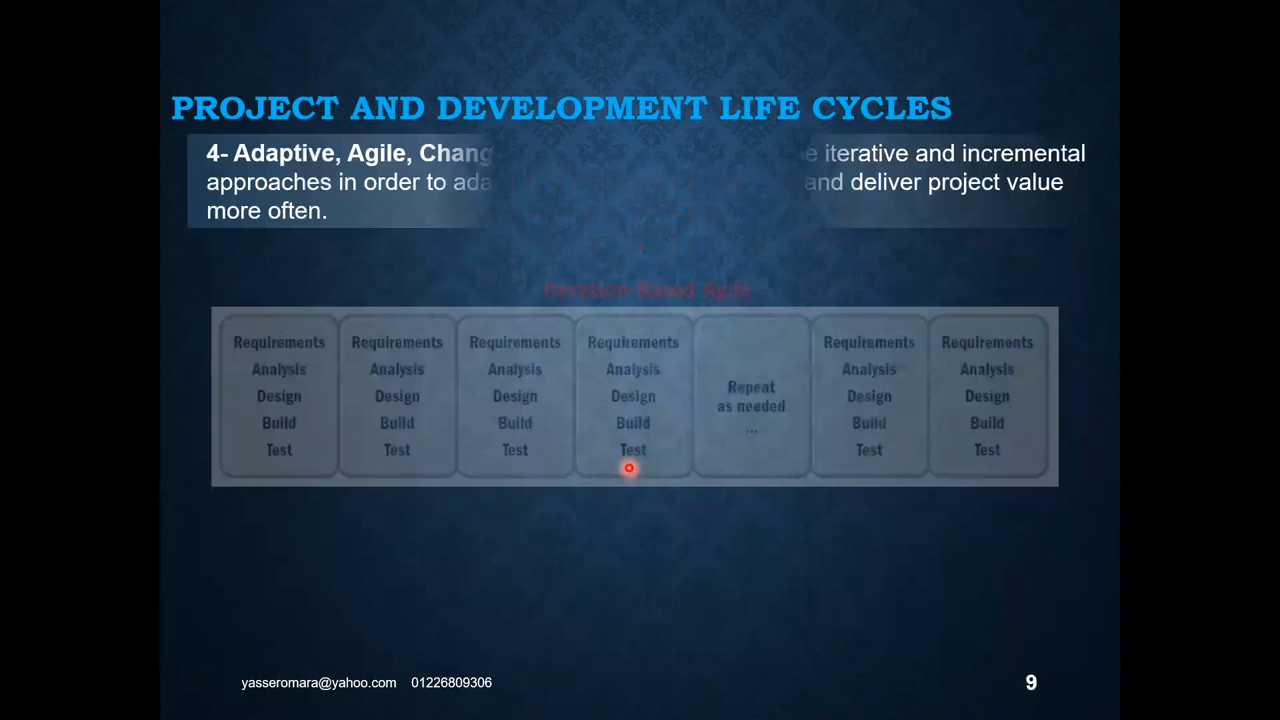 PROJECT AND DEVELOPMENT LIFE CYCLES
4- Adaptive, Agile, Chang e iterative and incremental
approaches in order to ada and deliver project value
more often.
Iteration-Based Agile
Requirements Requirements Requirements Requirements Requirements Requirements
Analysis Analysis Analysis Analysis Analysis Analysis
Design Design Design Design Repeat as needed ... Design Design
Build Build Build Build Build Build
Test Test Test Test Test Test
yasseromara@yahoo.com 01226809306
9